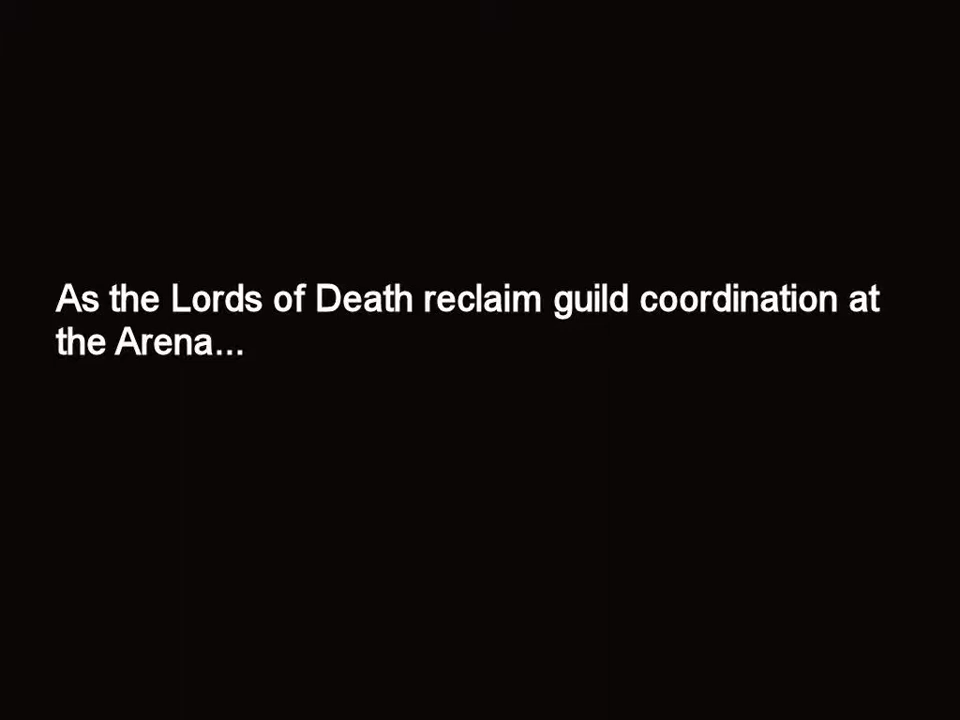 As the Lords of Death reclaim guild coordination at
the Arena...